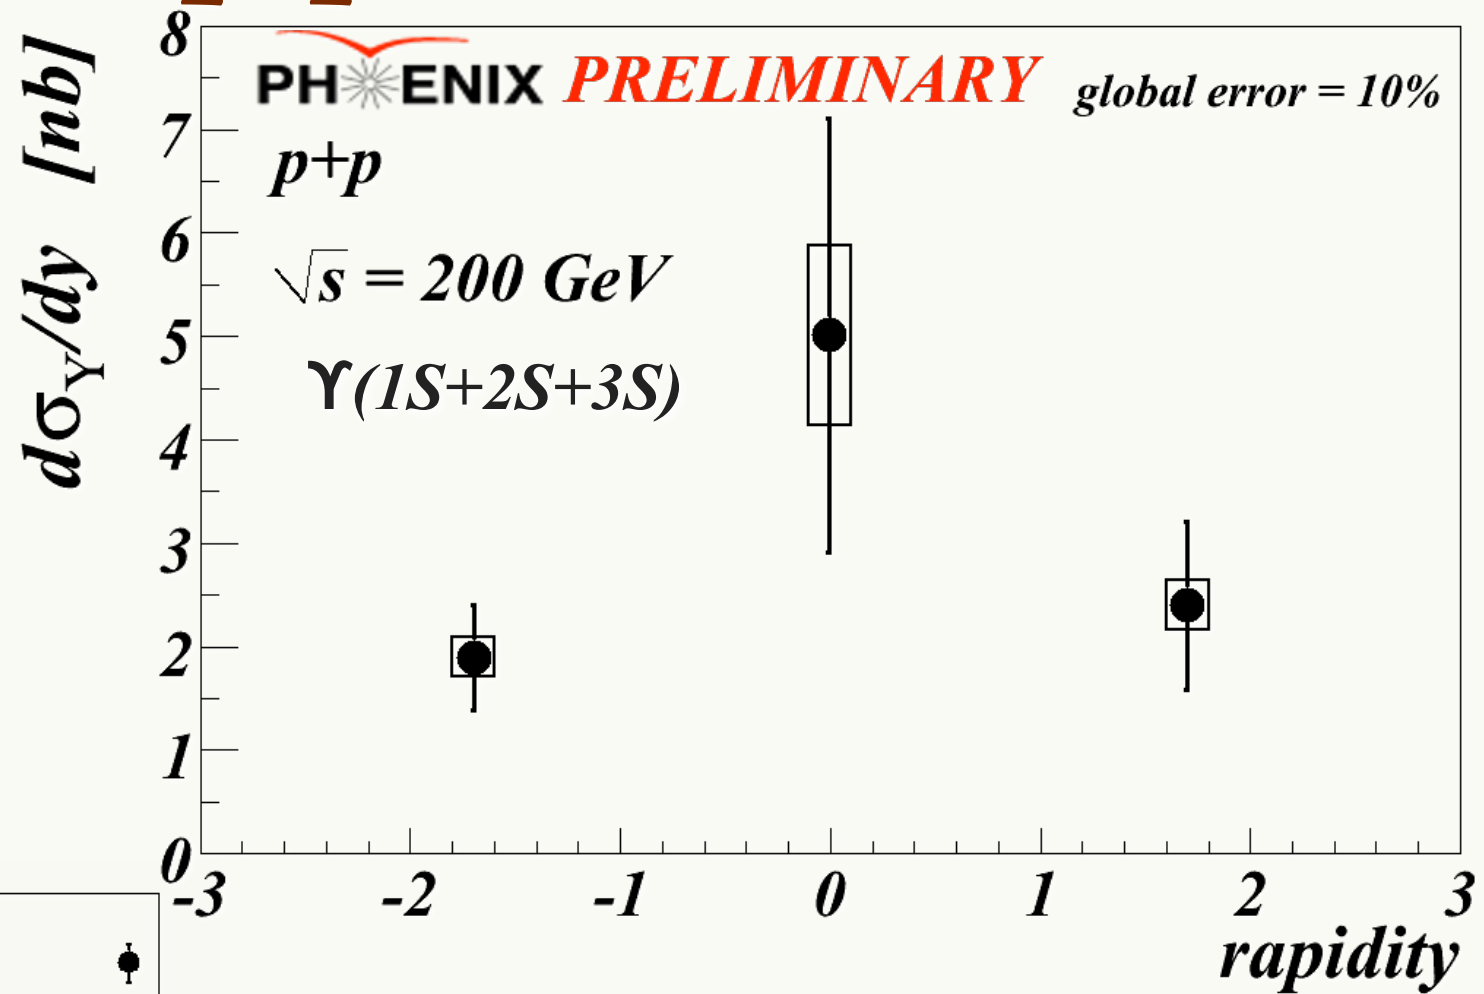 PHENIX PRELIMINARY global error = 10%
p+p
√s = 200 GeV
ϒ(1S+2S+3S)
dσϒ/dy [nb]
8
7
6
5
4
3
2
1
0
-3 -2 -1 0 1 2 3
rapidity